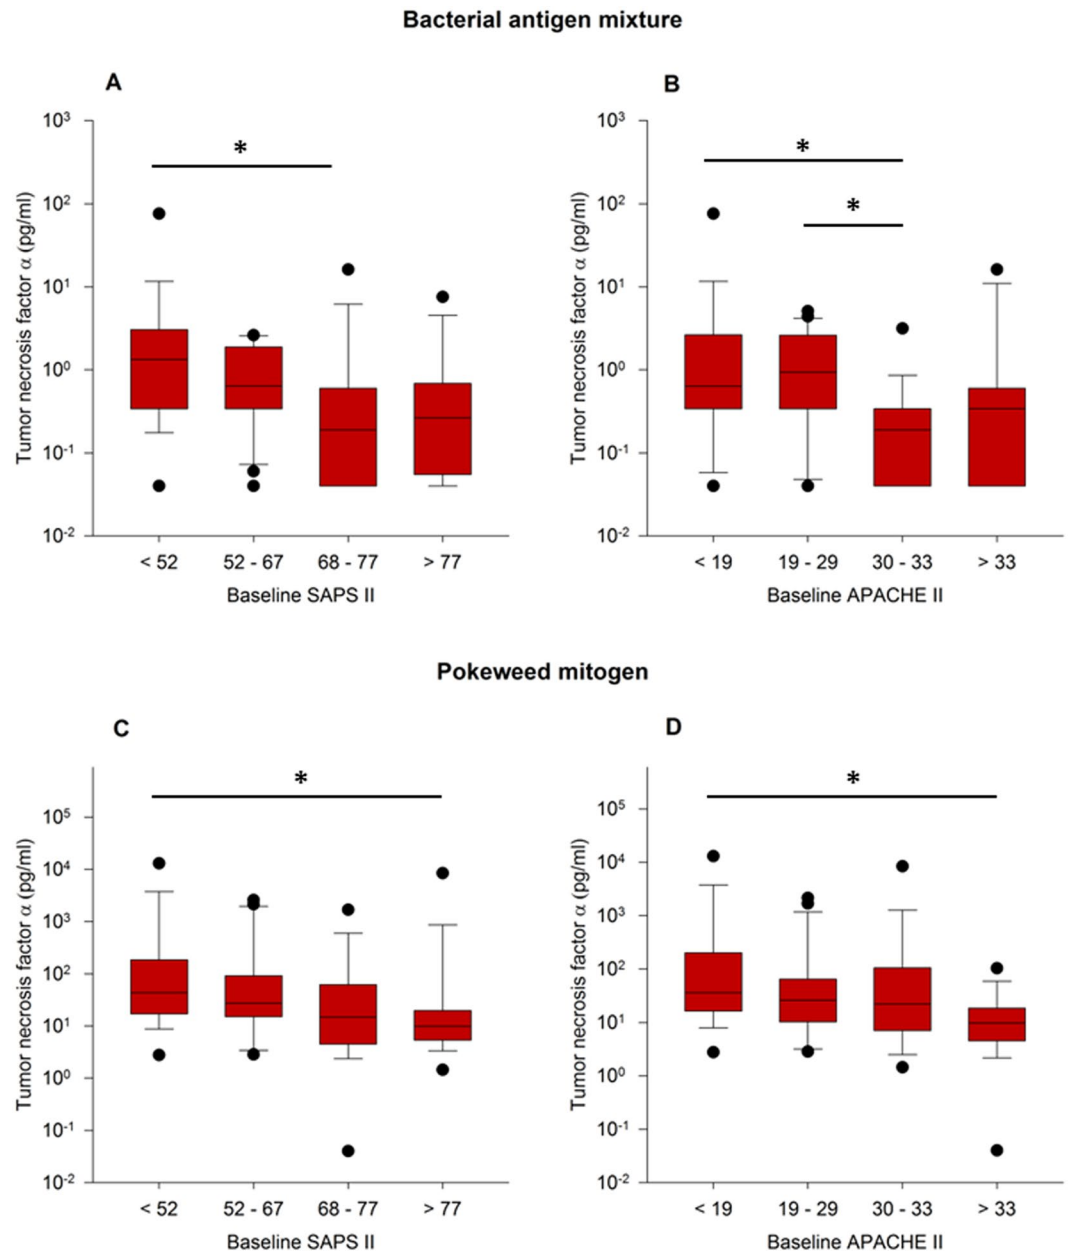 Bacterial antigen mixture
A
Tumor necrosis factor α (pg/ml)
10³
10²
10¹
10⁰
10⁻¹
10⁻²
*
< 52 52 - 67 68 - 77 > 77
Baseline SAPS II
B
Tumor necrosis factor α (pg/ml)
10³
10²
10¹
10⁰
10⁻¹
10⁻²
*
*
< 19 19 - 29 30 - 33 > 33
Baseline APACHE II
Pokeweed mitogen
C
Tumor necrosis factor α (pg/ml)
10⁵
10⁴
10³
10²
10¹
10⁰
10⁻¹
10⁻²
*
< 52 52 - 67 68 - 77 > 77
Baseline SAPS II
D
Tumor necrosis factor α (pg/ml)
10⁵
10⁴
10³
10²
10¹
10⁰
10⁻¹
10⁻²
*
< 19 19 - 29 30 - 33 > 33
Baseline APACHE II